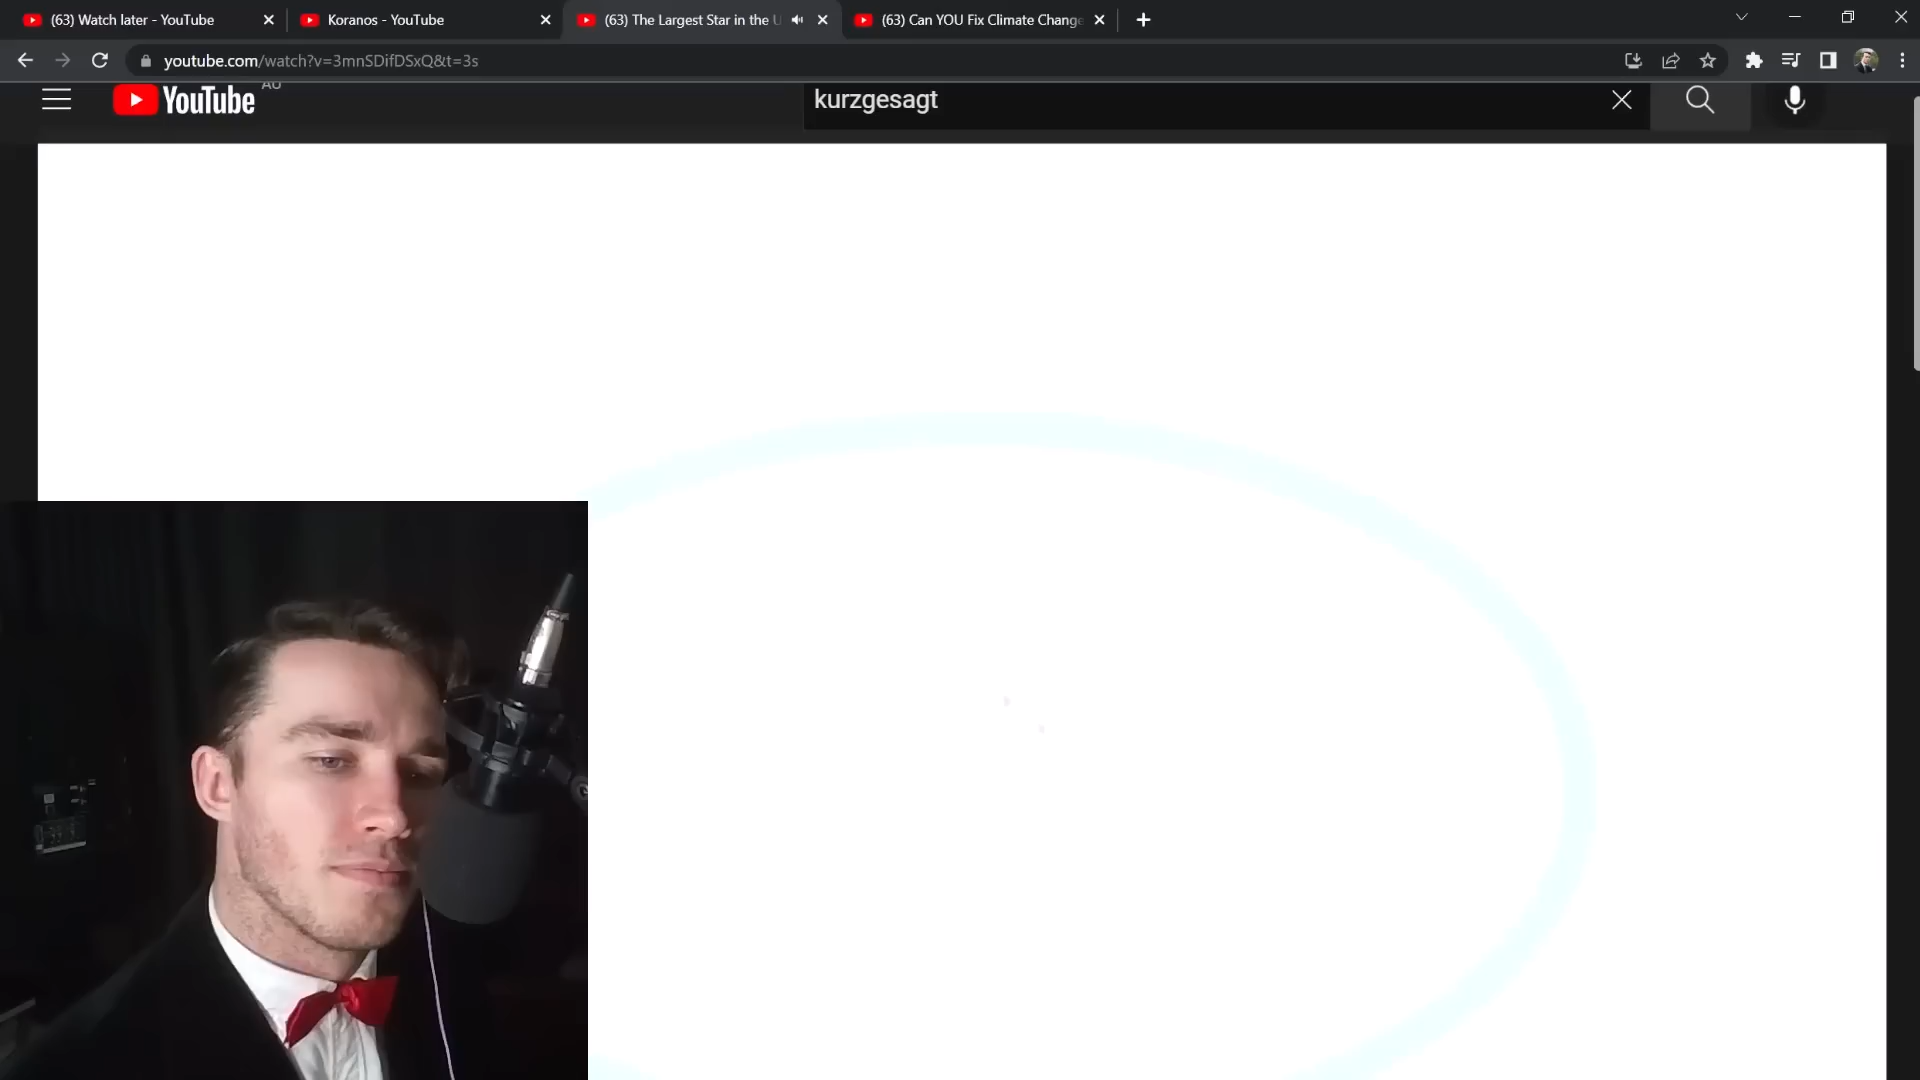 (63) Watch later - YouTube
Koranos - YouTube
(63) The Largest Star in the U
(63) Can YOU Fix Climate Change
youtube.com/watch?v=3mnSDifDSxQ&t=3s
YouTube
AU
kurzgesagt